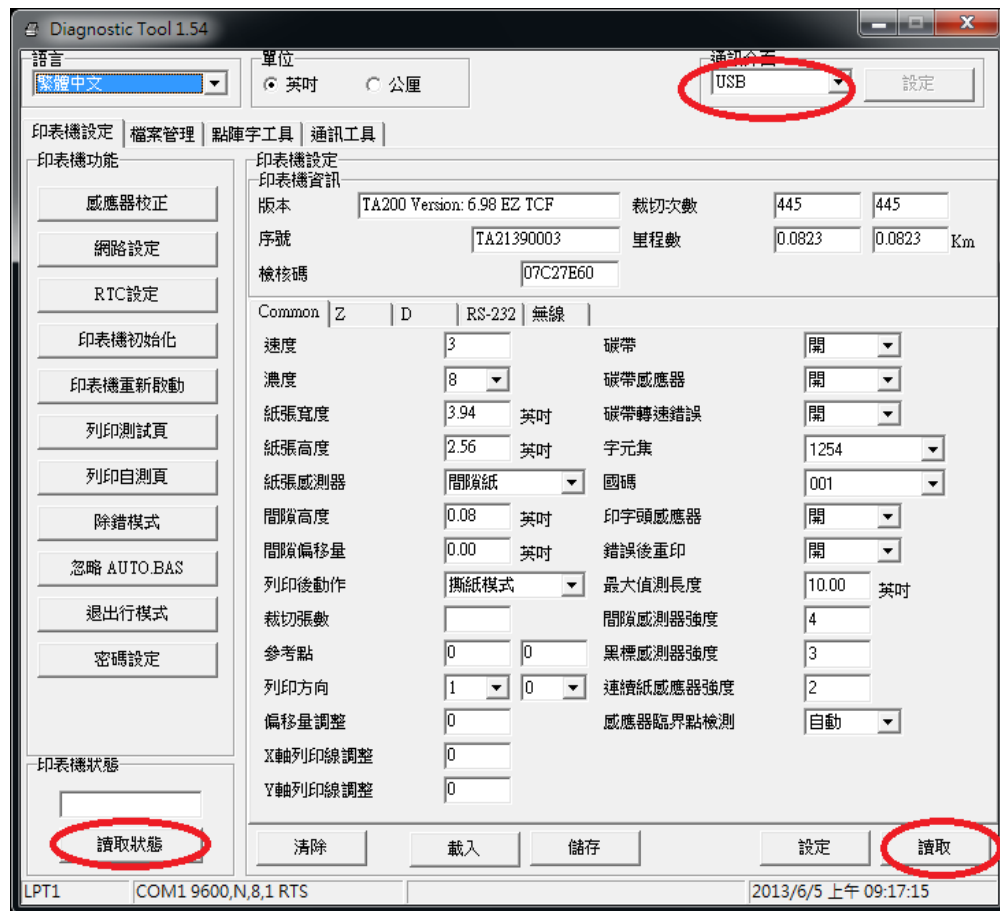 Diagnostic Tool 1.54
語言 單位 通訊介面
繁體中文 英吋 公厘 USB 設定
印表機設定 檔案管理 點陣字工具 通訊工具
印表機功能
感應器校正
網路設定
RTC設定
印表機初始化
印表機重新啟動
列印測試頁
列印自測頁
除錯模式
忽略 AUTO.BAS
退出行模式
密碼設定
印表機狀態
讀取狀態
印表機設定
印表機資訊
版本 TA200 Version: 6.98 EZ TCF 裁切次數 445 445
序號 TA21390003 里程數 0.0823 0.0823 Km
檢核碼 07C27E60
Common Z D RS-232 無線
速度 3 碳帶 開
濃度 8 碳帶感應器 開
紙張寬度 3.94 英吋 碳帶轉速錯誤 開
紙張高度 2.56 英吋 字元集 1254
紙張感測器 間隙紙 國碼 001
間隙高度 0.08 英吋 印字頭感應器 開
間隙偏移量 0.00 英吋 錯誤後重印 開
列印後動作 撕紙模式 最大偵測長度 10.00 英吋
裁切張數 間隙感測器強度 4
參考點 0 0 黑標感測器強度 3
列印方向 1 0 連續紙感應器強度 2
偏移量調整 0 感應器臨界點檢測 自動
X軸列印線調整 0
Y軸列印線調整 0
清除 載入 儲存 設定 讀取
LPT1 COM1 9600,N,8,1 RTS 2013/6/5 上午 09:17:15